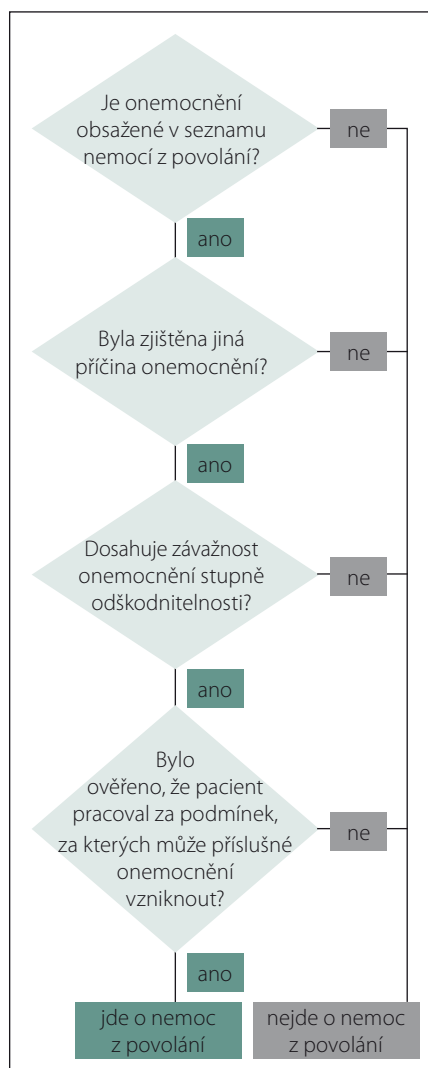 Je onemocnění
obsažené v seznamu
nemocí z povolání?
ne
ano
Byla zjištěna jiná
příčina onemocnění?
ne
ano
Dosahuje závažnost
onemocnění stupně
odškodnitelnosti?
ne
ano
Bylo
ověřeno, že pacient
pracoval za podmínek,
za kterých může příslušné
onemocnění
vzniknout?
ne
ano
jde o nemoc
z povolání
nejde o nemoc
z povolání